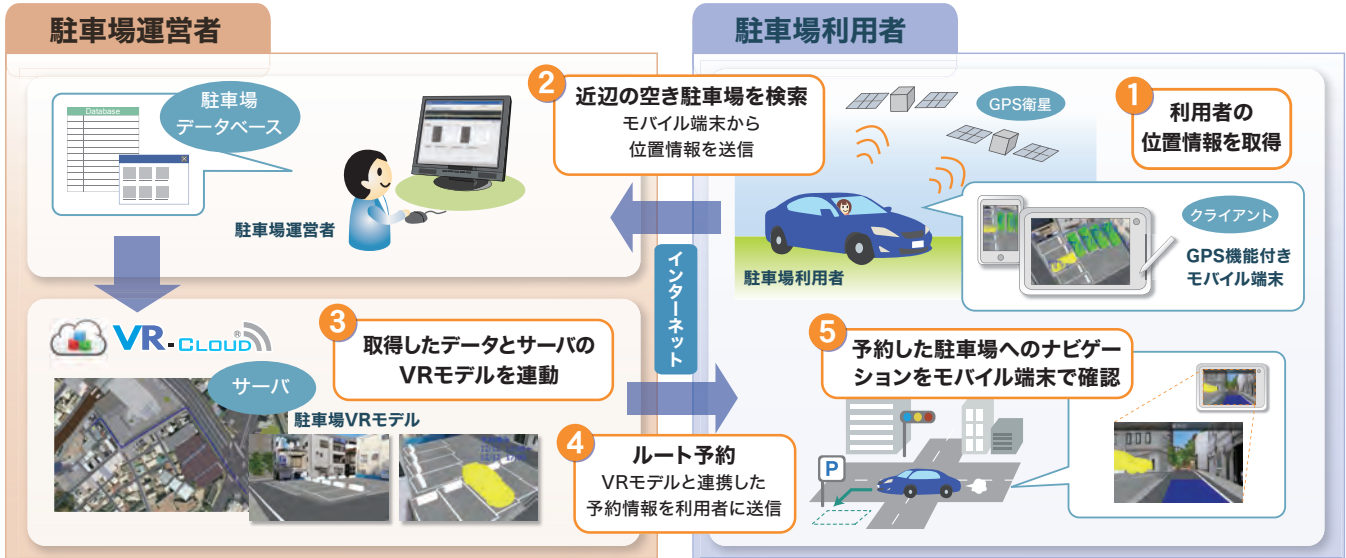 駐車場運営者
駐車場利用者
Database
駐車場
データベース
駐車場運営者
2
近辺の空き駐車場を検索
モバイル端末から
位置情報を送信
GPS衛星
1
利用者の
位置情報を取得
駐車場利用者
クライアント
GPS機能付き
モバイル端末
インターネット
VR-CLOUD®
サーバ
駐車場VRモデル
3
取得したデータとサーバの
VRモデルを連動
4
ルート予約
VRモデルと連携した
予約情報を利用者に送信
5
予約した駐車場へのナビゲー
ションをモバイル端末で確認
P